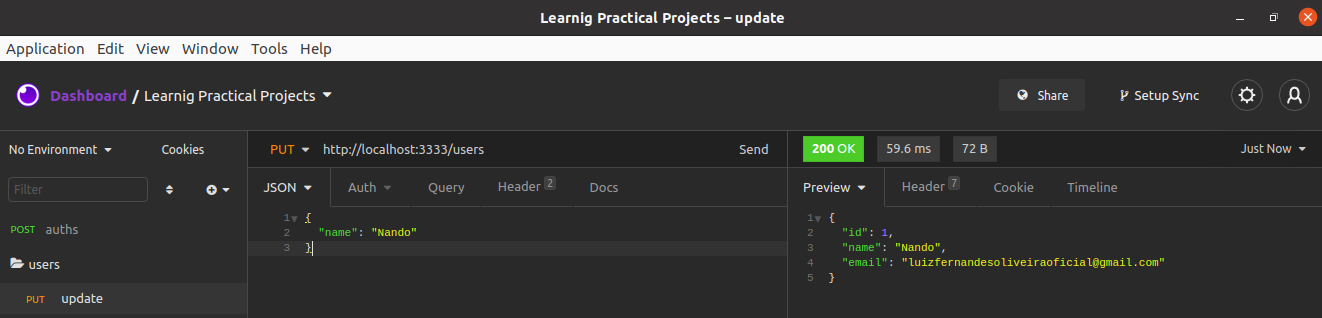 Learnig Practical Projects – update
Application Edit View Window Tools Help
Dashboard / Learnig Practical Projects
Share
Setup Sync
No Environment
Cookies
Filter
POST auths
users
PUT update
PUT http://localhost:3333/users Send
JSON Auth Query Header 2 Docs
1 {
2 "name": "Nando"
3 }
200 OK 59.6 ms 72 B Just Now
Preview Header 7 Cookie Timeline
1 {
2 "id": 1,
3 "name": "Nando",
4 "email": "luizfernandesoliveiraoficial@gmail.com"
5 }